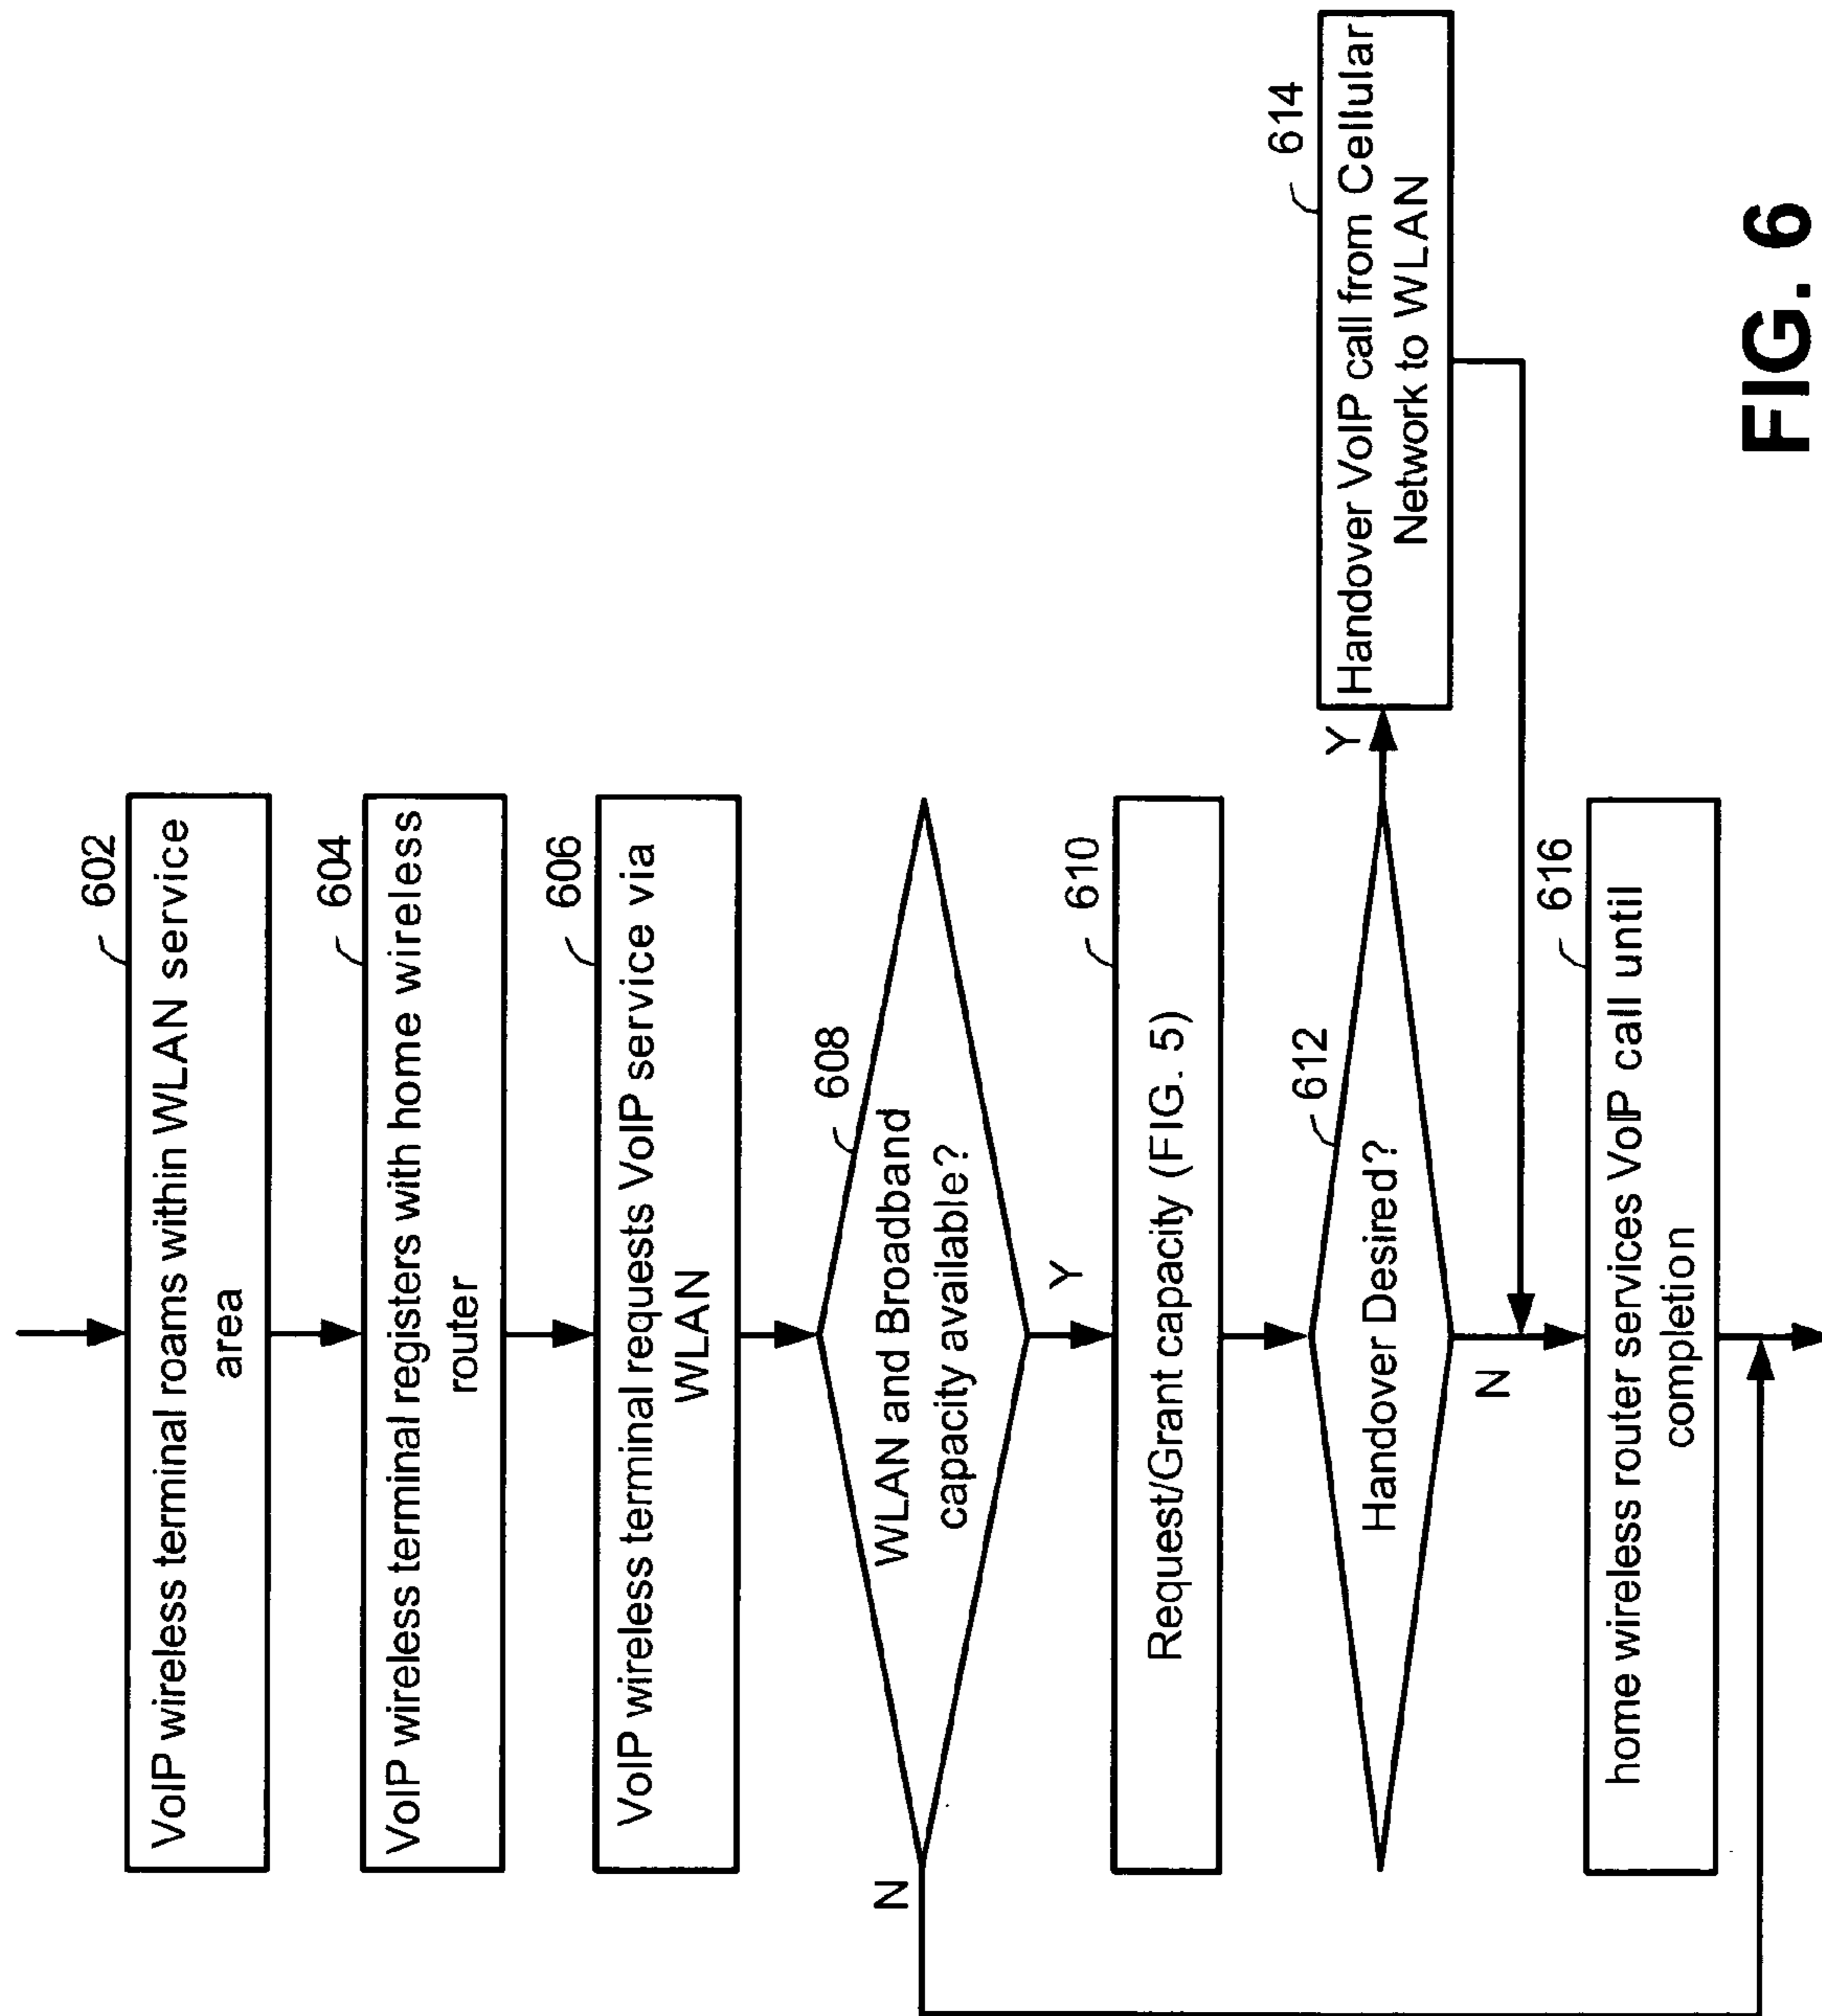 602
VoIP wireless terminal roams within WLAN service
area
604
VoIP wireless terminal registers with home wireless
router
606
VoIP wireless terminal requests VoIP service via
WLAN
608
WLAN and Broadband
capacity available?
N
Y
610
Request/Grant capacity (FIG. 5)
612
Handover Desired?
Y
N
614
Handover VoIP call from Cellular
Network to WLAN
616
home wireless router services VoIP call until
completion
FIG. 6